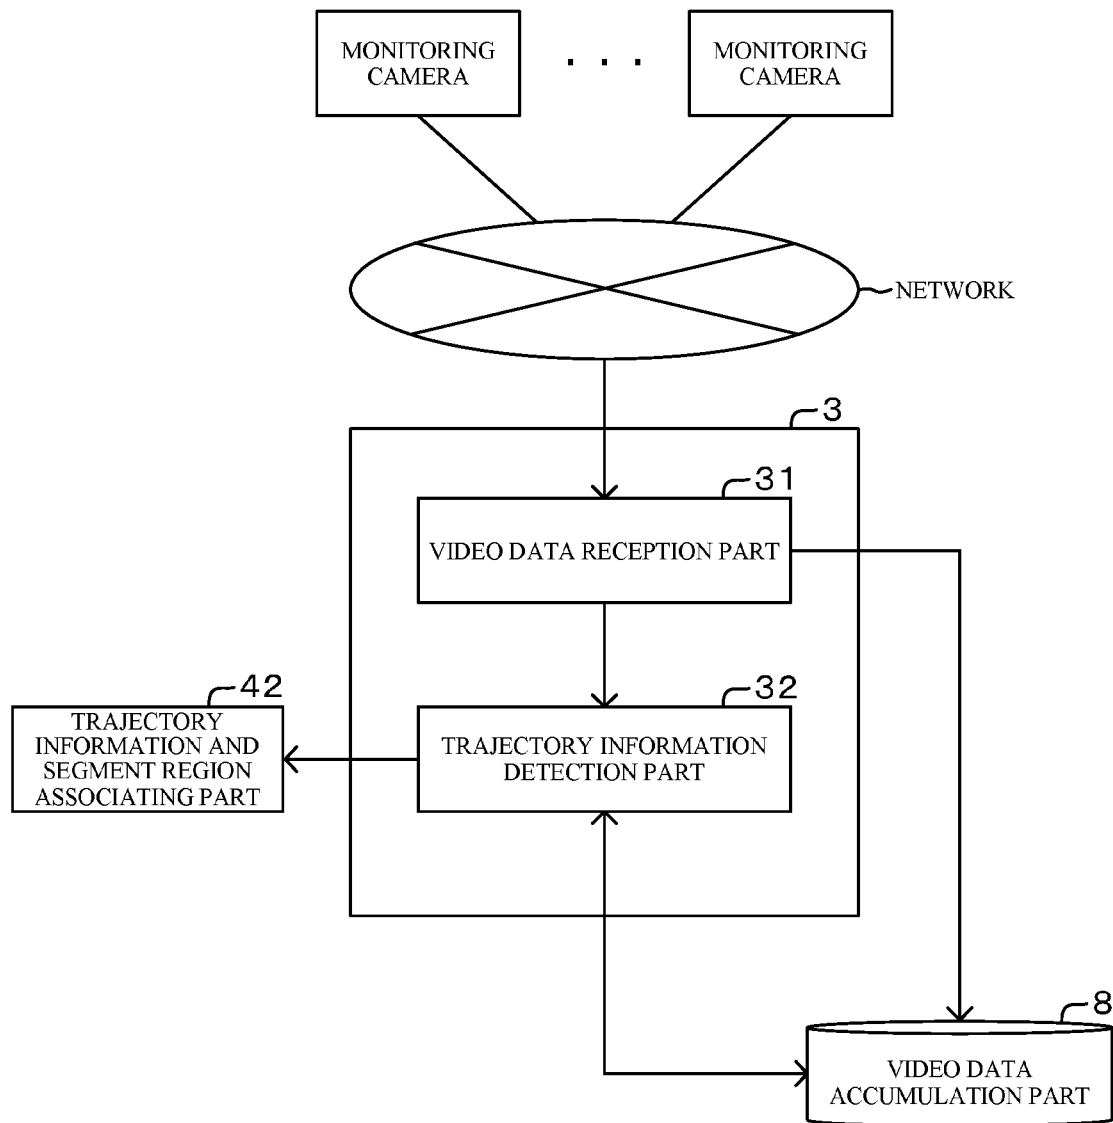 MONITORING
CAMERA
. . .
MONITORING
CAMERA
NETWORK
3
31
VIDEO DATA RECEPTION PART
42
TRAJECTORY
INFORMATION AND
SEGMENT REGION
ASSOCIATING PART
32
TRAJECTORY INFORMATION
DETECTION PART
8
VIDEO DATA
ACCUMULATION PART